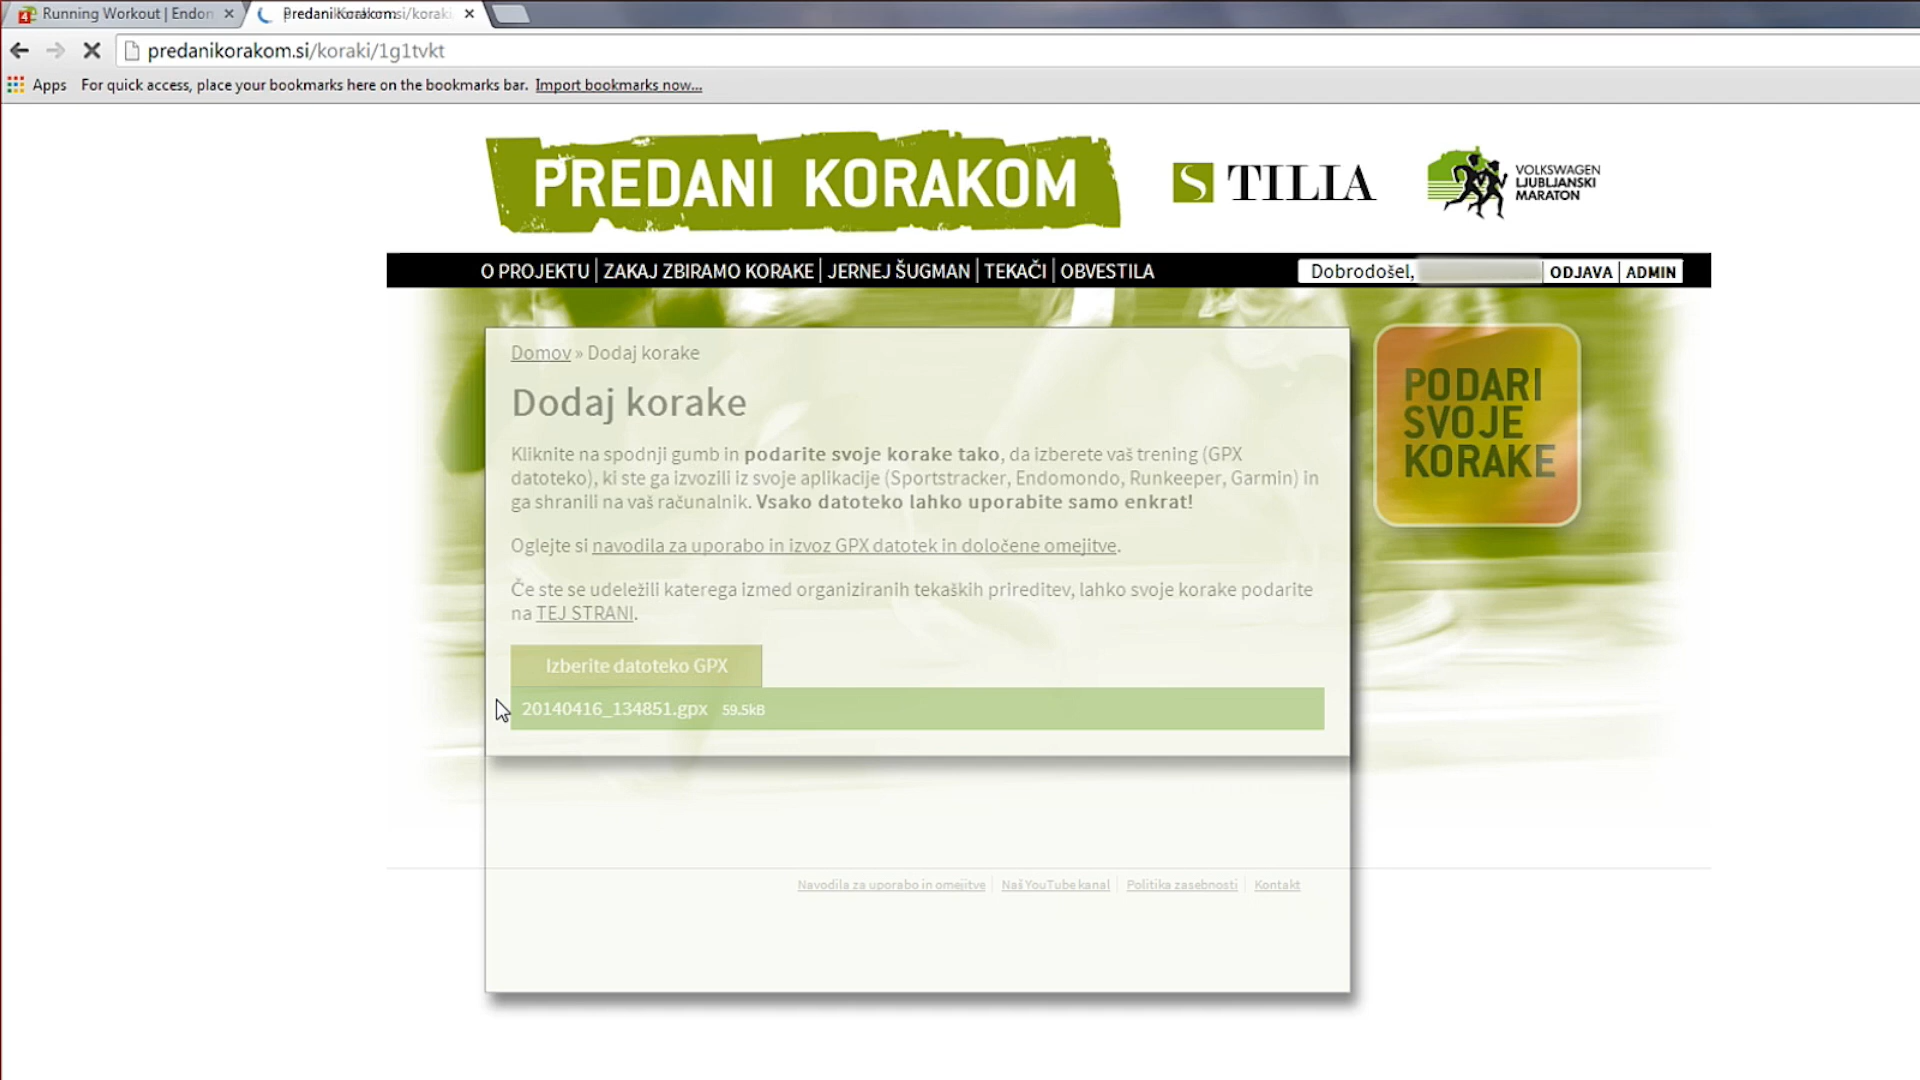 4 Running Workout | Endon
predanikorakom.si/koraki/1g1tvkt
Apps For quick access, place your bookmarks here on the bookmarks bar. Import bookmarks now...
PREDANI KORAKOM
S TILIA
VOLKSWAGEN
LJUBLJANSKI
MARATON
O PROJEKTU | ZAKAJ ZBIRAMO KORAKE | JERNEJ ŠUGMAN | TEKAČI | OBVESTILA
Dobrodošel, ODJAVA | ADMIN
Domov » Dodaj korake
Dodaj korake
Kliknite na spodnji gumb in podarite svoje korake tako, da izberete vaš trening (GPX
datoteko), ki ste ga izvozili iz svoje aplikacije (Sportstracker, Endomondo, Runkeeper, Garmin) in
ga shranili na vaš računalnik. Vsako datoteko lahko uporabite samo enkrat!
Oglejte si navodila za uporabo in izvoz GPX datotek in določene omejitve.
Če ste se udeležili katerega izmed organiziranih tekaških prireditev, lahko svoje korake podarite
na TEJ STRANI.
Izberite datoteko GPX
20140416_134851.gpx 59.5kB
PODARI
SVOJE
KORAKE
Navodila za uporabo in omejitve | Naš YouTube kanal | Politika zasebnosti | Kontakt